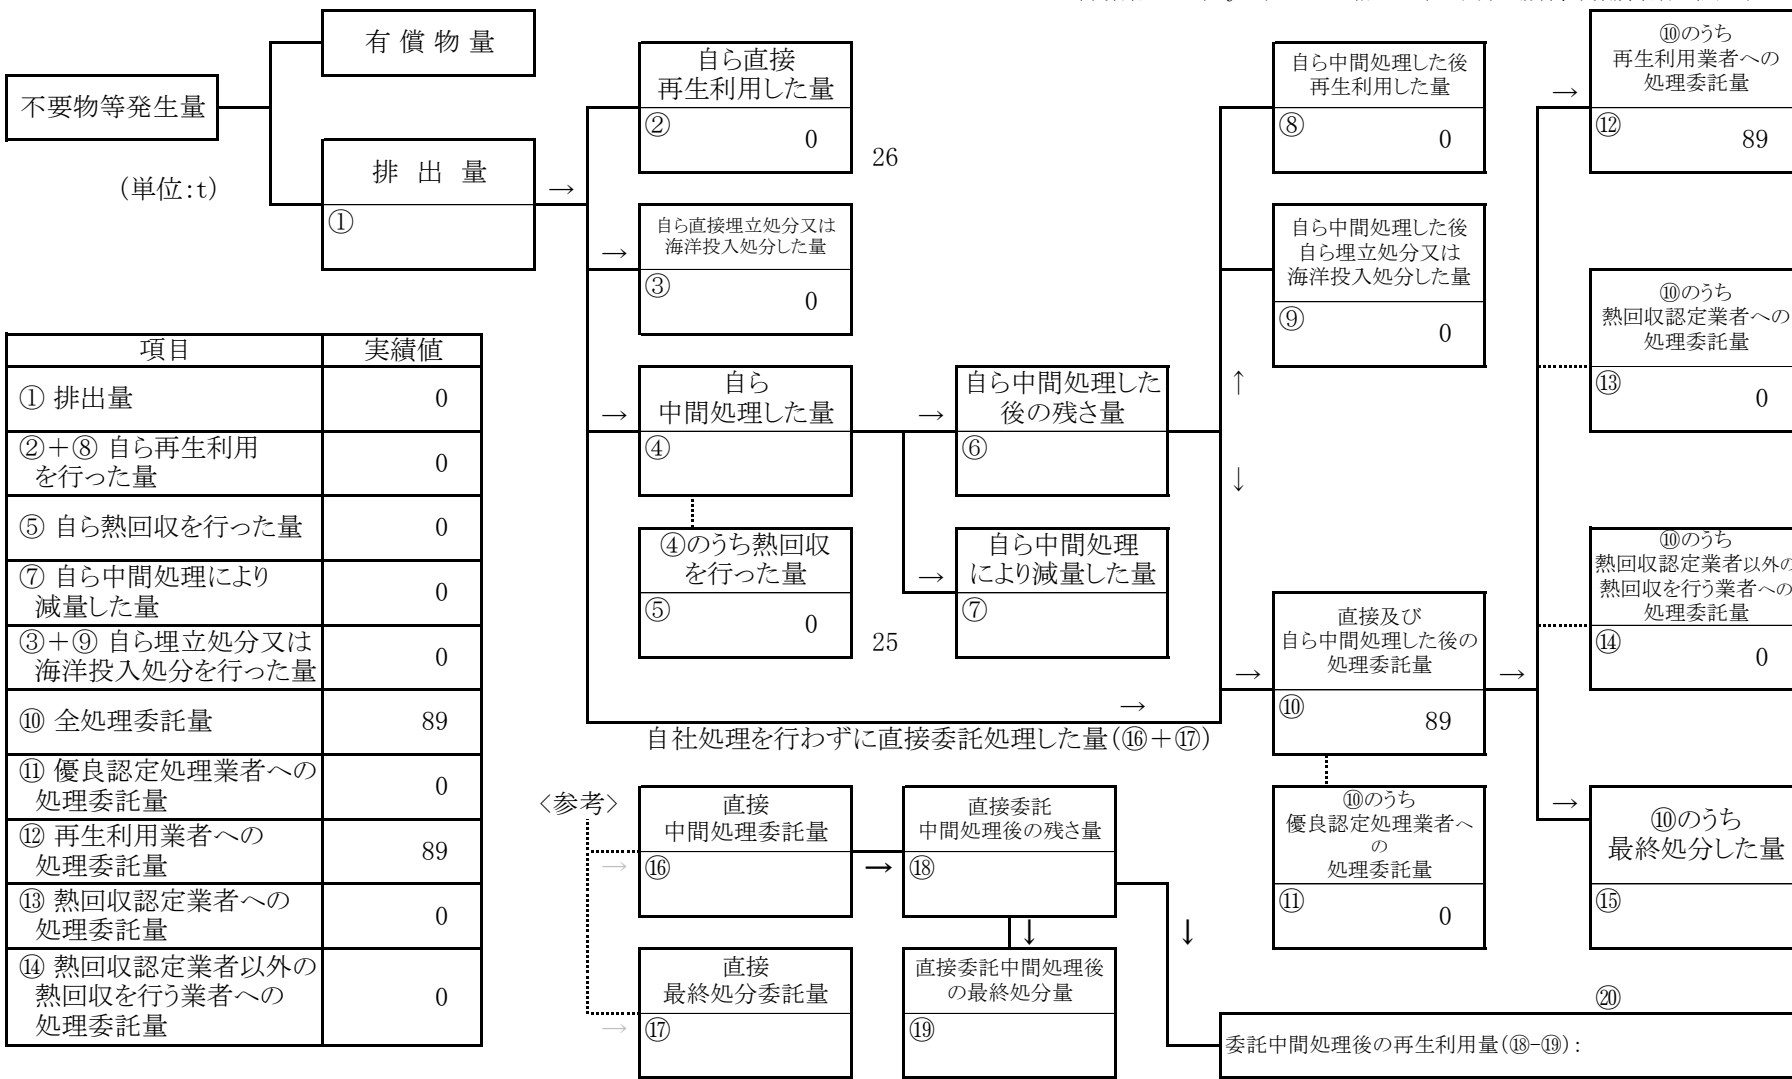 有償物量
不要物等発生量
(単位:t)
排出量
①
→
自ら直接
再生利用した量
②
0
26
→
自ら直接埋立処分又は
海洋投入処分した量
③
0
→
自ら
中間処理した量
④
④のうち熱回収
を行った量
⑤
0
25
→
自ら中間処理した
後の残さ量
⑥
→
自ら中間処理
により減量した量
⑦
自ら中間処理した後
再生利用した量
⑧
0
自ら中間処理した後
自ら埋立処分又は
海洋投入処分した量
⑨
0
↑
↓
→
自社処理を行わずに直接委託処理した量(⑯+⑰)
→
直接及び
自ら中間処理した後の
処理委託量
⑩
89
→
⑩のうち
優良認定処理業者へ
の
処理委託量
⑪
0
→
⑩のうち
再生利用業者への
処理委託量
⑫
89
⑩のうち
熱回収認定業者への
処理委託量
⑬
0
⑩のうち
熱回収認定業者以外の
熱回収を行う業者への
処理委託量
⑭
0
→
⑩のうち
最終処分した量
⑮
項目 実績値
① 排出量 0
②+⑧ 自ら再生利用
を行った量 0
⑤ 自ら熱回収を行った量 0
⑦ 自ら中間処理により
減量した量 0
③+⑨ 自ら埋立処分又は
海洋投入処分を行った量 0
⑩ 全処理委託量 89
⑪ 優良認定処理業者への
処理委託量 0
⑫ 再生利用業者への
処理委託量 89
⑬ 熱回収認定業者への
処理委託量 0
⑭ 熱回収認定業者以外の
熱回収を行う業者への
処理委託量 0
<参考>
→
直接
中間処理委託量
⑯
→
直接委託
中間処理後の残さ量
⑱
↓
↓
→
直接
最終処分委託量
⑰
直接委託中間処理後
の最終処分量
⑲
⑳
委託中間処理後の再生利用量(⑱-⑲):